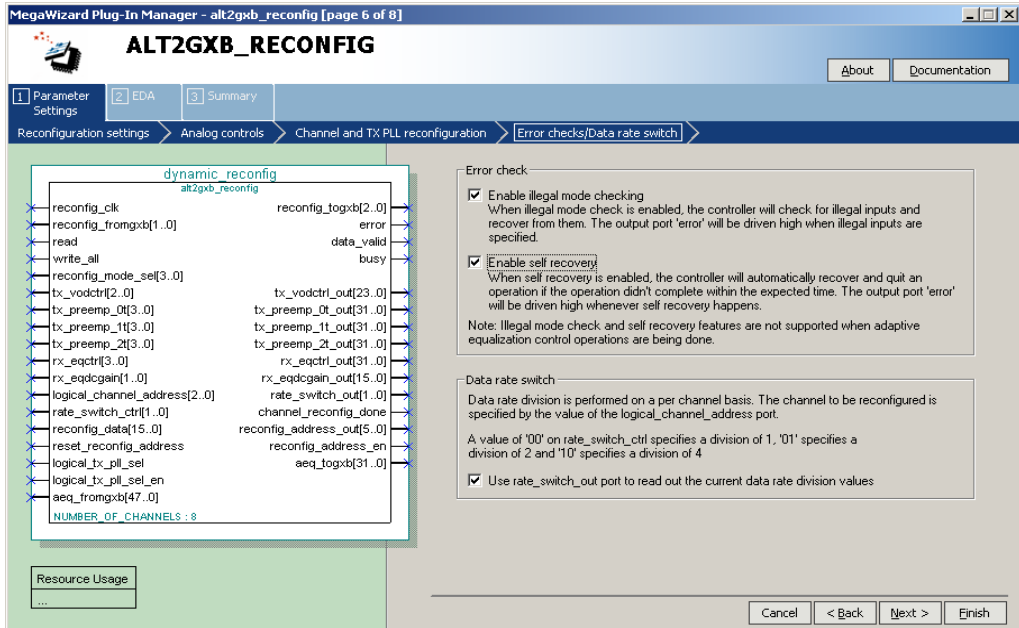 MegaWizard Plug-In Manager - alt2gxb_reconfig [page 6 of 8]
ALT2GXB_RECONFIG
About
Documentation
1 Parameter Settings
2 EDA
3 Summary
Reconfiguration settings
Analog controls
Channel and TX PLL reconfiguration
Error checks/Data rate switch
dynamic_reconfig
alt2gxb_reconfig
reconfig_clk
reconfig_fromgxb[1..0]
read
write_all
reconfig_mode_sel[3..0]
tx_vodctrl[2..0]
tx_preemp_0t[3..0]
tx_preemp_1t[3..0]
tx_preemp_2t[3..0]
rx_eqctrl[3..0]
rx_eqdcgain[1..0]
logical_channel_address[2..0]
rate_switch_ctrl[1..0]
reconfig_data[15..0]
reset_reconfig_address
logical_tx_pll_sel
logical_tx_pll_sel_en
aeq_fromgxb[47..0]
reconfig_togxb[2..0]
error
data_valid
busy
tx_vodctrl_out[23..0]
tx_preemp_0t_out[31..0]
tx_preemp_1t_out[31..0]
tx_preemp_2t_out[31..0]
rx_eqctrl_out[31..0]
rx_eqdcgain_out[15..0]
rate_switch_out[1..0]
channel_reconfig_done
reconfig_address_out[5..0]
reconfig_address_en
aeq_togxb[31..0]
NUMBER_OF_CHANNELS : 8
Resource Usage
...
Error check
Enable illegal mode checking
When illegal mode check is enabled, the controller will check for illegal inputs and
recover from them. The output port 'error' will be driven high when illegal inputs are
specified.
Enable self recovery
When self recovery is enabled, the controller will automatically recover and quit an
operation if the operation didn't complete within the expected time. The output port 'error'
will be driven high whenever self recovery happens.
Note: Illegal mode check and self recovery features are not supported when adaptive
equalization control operations are being done.
Data rate switch
Data rate division is performed on a per channel basis. The channel to be reconfigured is
specified by the value of the logical_channel_address port.
A value of '00' on rate_switch_ctrl specifies a division of 1, '01' specifies a
division of 2 and '10' specifies a division of 4
Use rate_switch_out port to read out the current data rate division values
Cancel
< Back
Next >
Finish